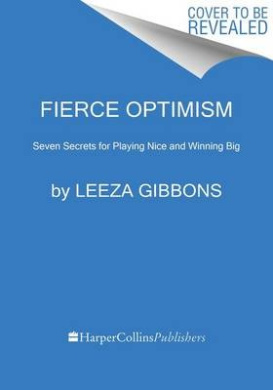 COVER TO BE
REVEALED
FIERCE OPTIMISM
Seven Secrets for Playing Nice and Winning Big
by LEEZA GIBBONS
HarperCollinsPublishers